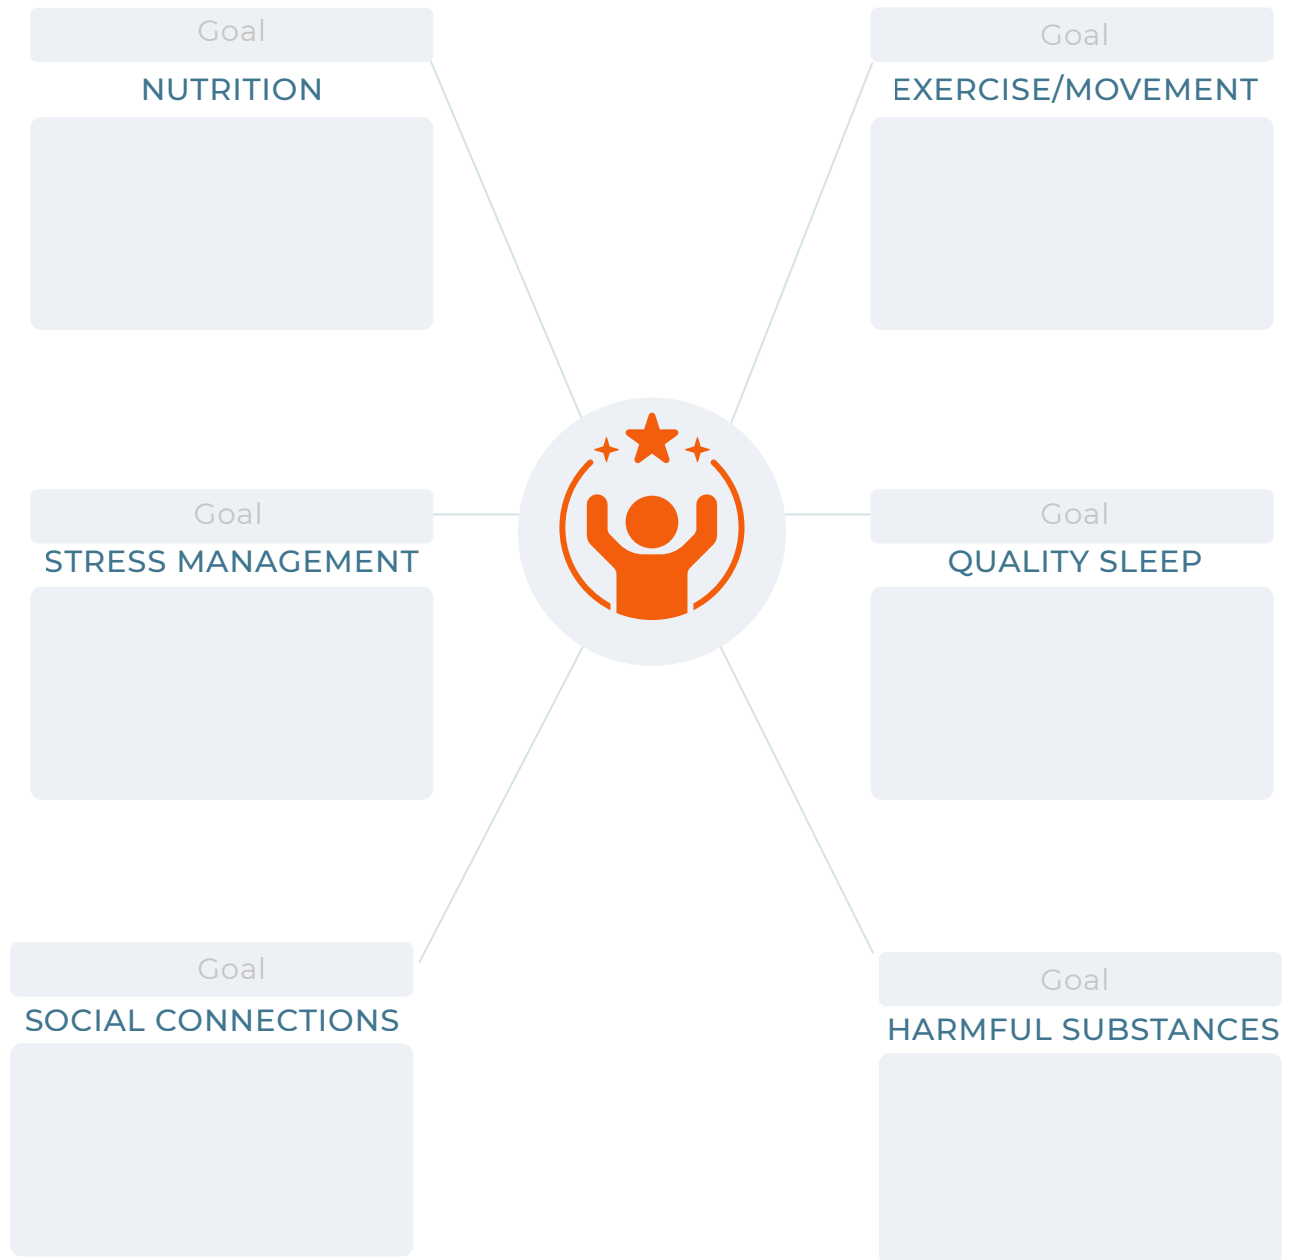 Goal
NUTRITION
Goal
EXERCISE/MOVEMENT
Goal
STRESS MANAGEMENT
Goal
QUALITY SLEEP
Goal
SOCIAL CONNECTIONS
Goal
HARMFUL SUBSTANCES